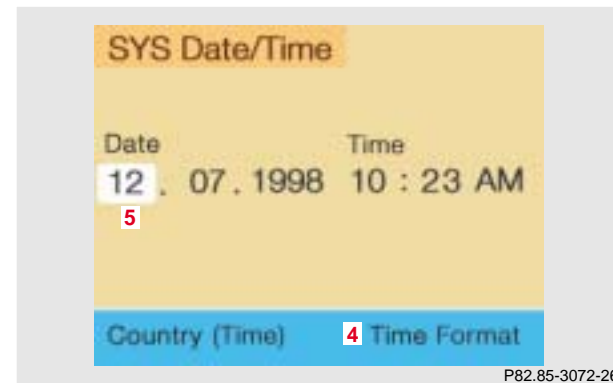 SYS Date/Time
Date Time
12 . 07 . 1998 10 : 23 AM
5
Country (Time) 4 Time Format
P82.85-3072-26